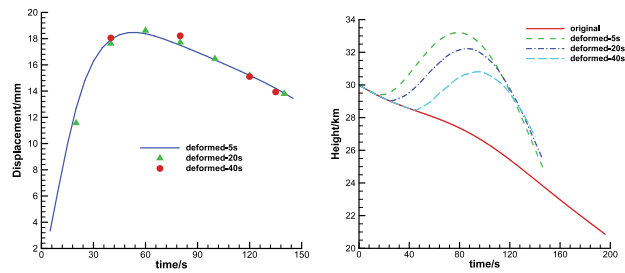 Displacement/mm
20
18
16
14
12
10
8
6
4
2
0
30
60
90
120
150
time/s
deformed-5s
deformed-20s
deformed-40s
Height/km
34
32
30
28
26
24
22
20
0
40
80
120
160
200
time/s
original
deformed-5s
deformed-20s
deformed-40s